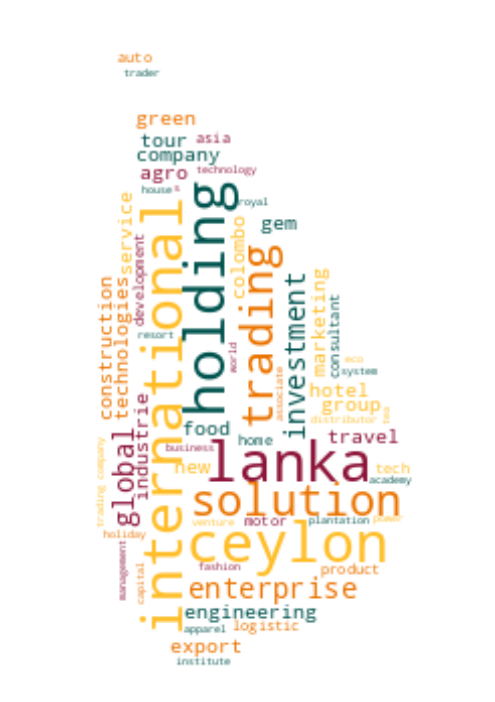 auto
trader
green
tour
asia
company
agro
technology
house
s
royal
service
international
holding
gem
colombo
development
trading
construction
technologies
investment
marketing
consultant
resort
world
eco
system
associate
hotel
group
distributor
tea
industrie
food
home
travel
global
business
lanka
new
tech
academy
trading company
solution
venture
motor
plantation
power
holiday
ceylon
management
capital
fashion
product
enterprise
engineering
apparel
logistic
export
institute